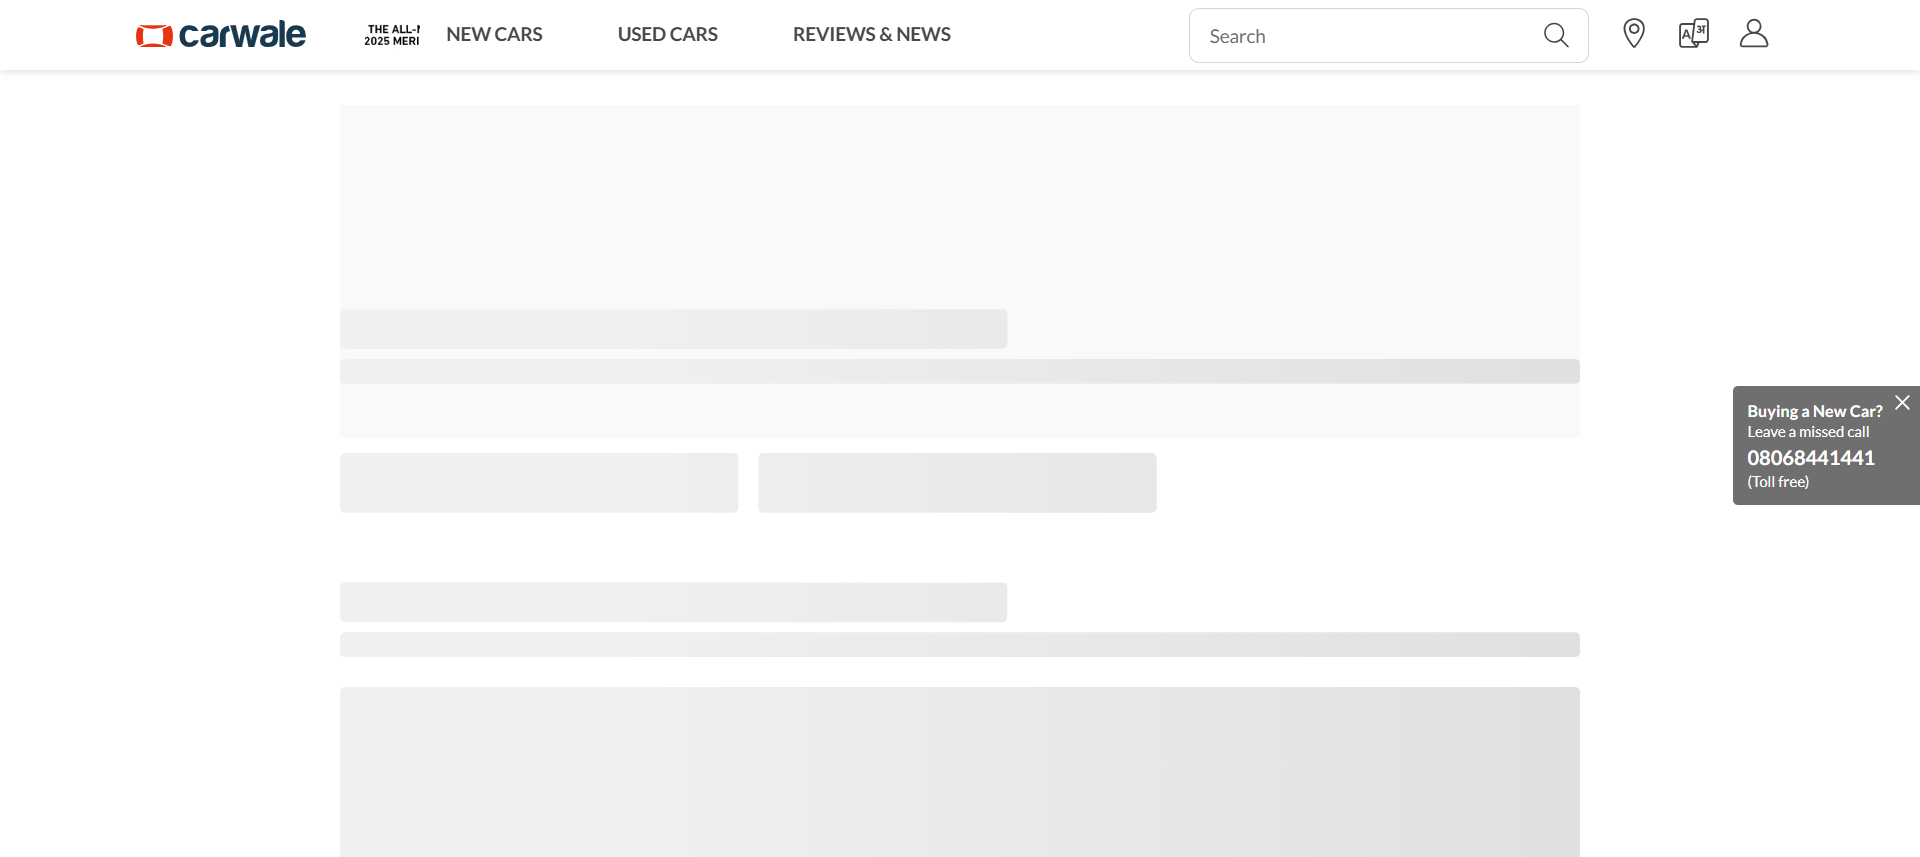 carwale
THE ALL-
2025 MERI
NEW CARS
USED CARS
REVIEWS & NEWS
Search
Buying a New Car?
Leave a missed call
08068441441
(Toll free)